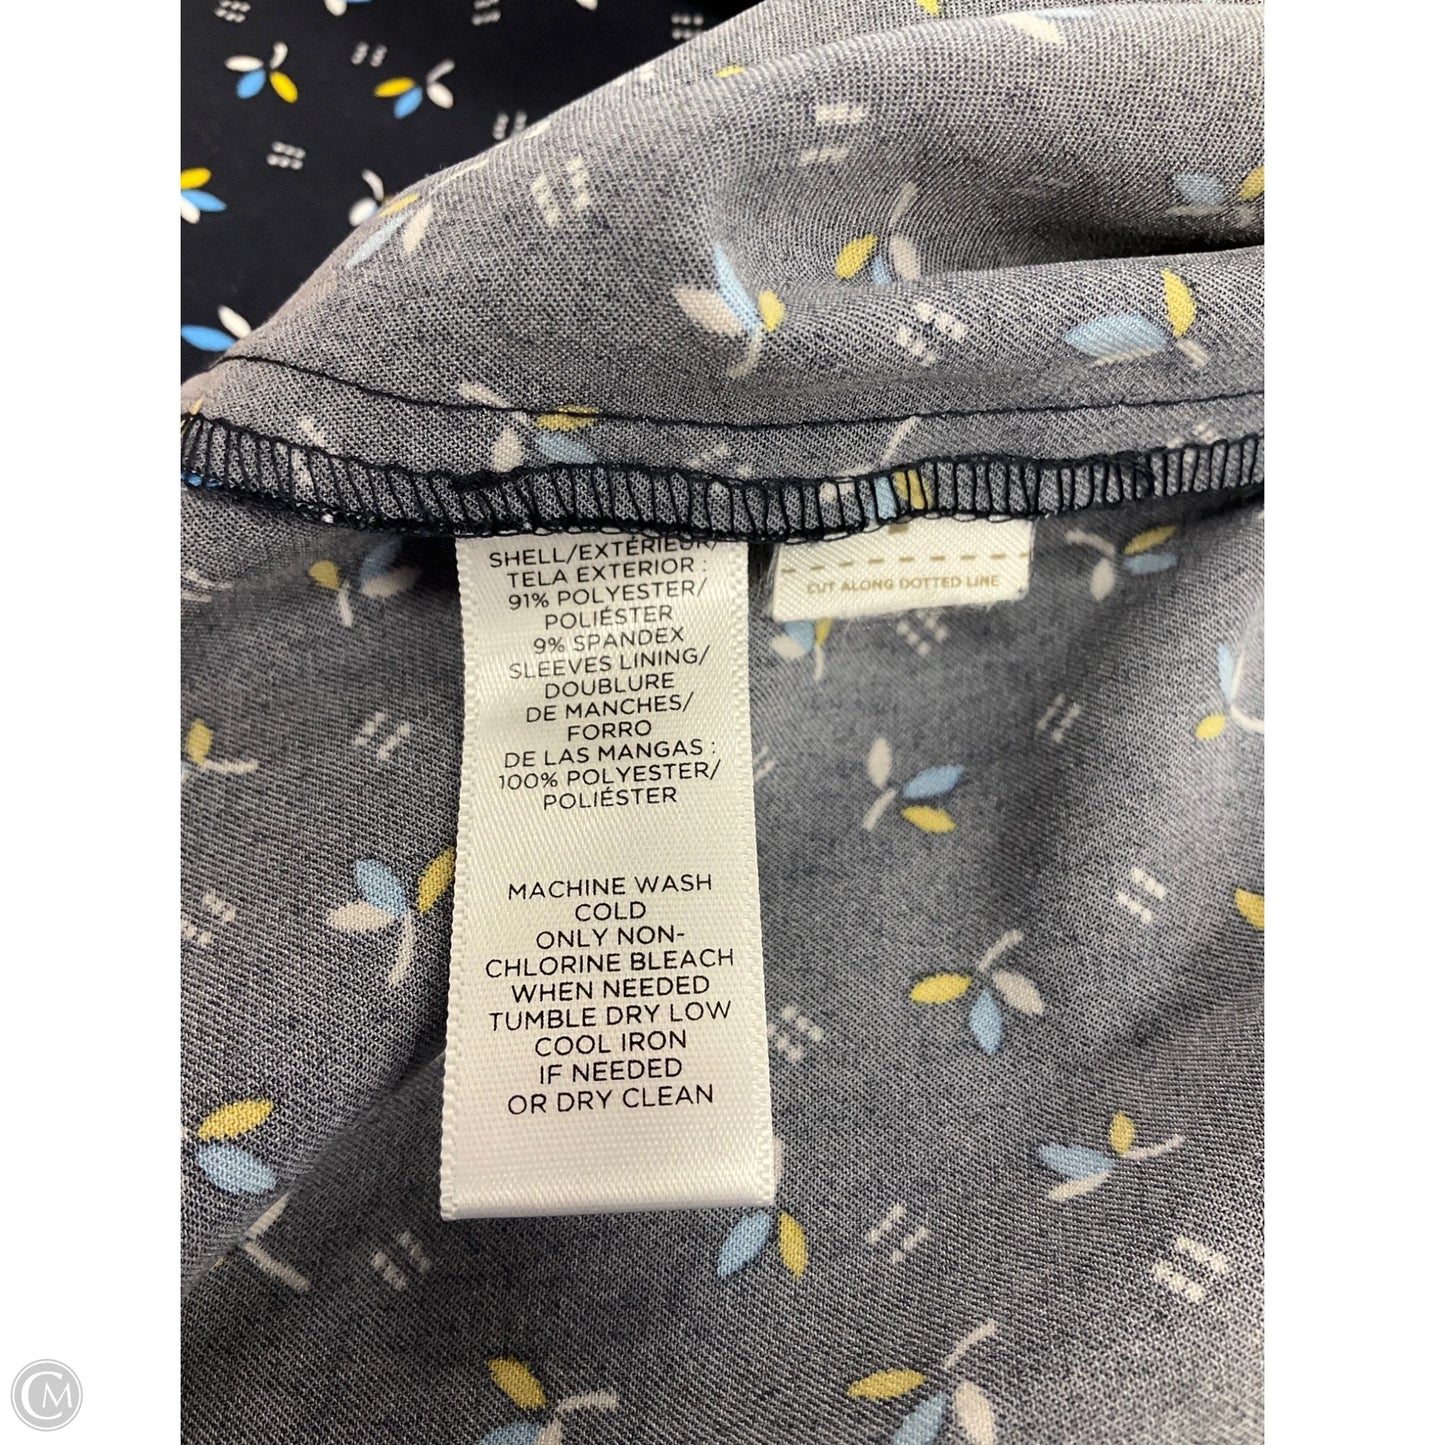 SHELL/EXTÉRIEUR/
TELA EXTERIOR :
91% POLYESTER/
POLIÉSTER
9% SPANDEX
SLEEVES LINING/
DOUBLURE
DE MANCHES/
FORRO
DE LAS MANGAS :
100% POLYESTER/
POLIÉSTER
MACHINE WASH
COLD
ONLY NON-
CHLORINE BLEACH
WHEN NEEDED
TUMBLE DRY LOW
COOL IRON
IF NEEDED
OR DRY CLEAN
CUT ALONG DOTTED LINE
CM